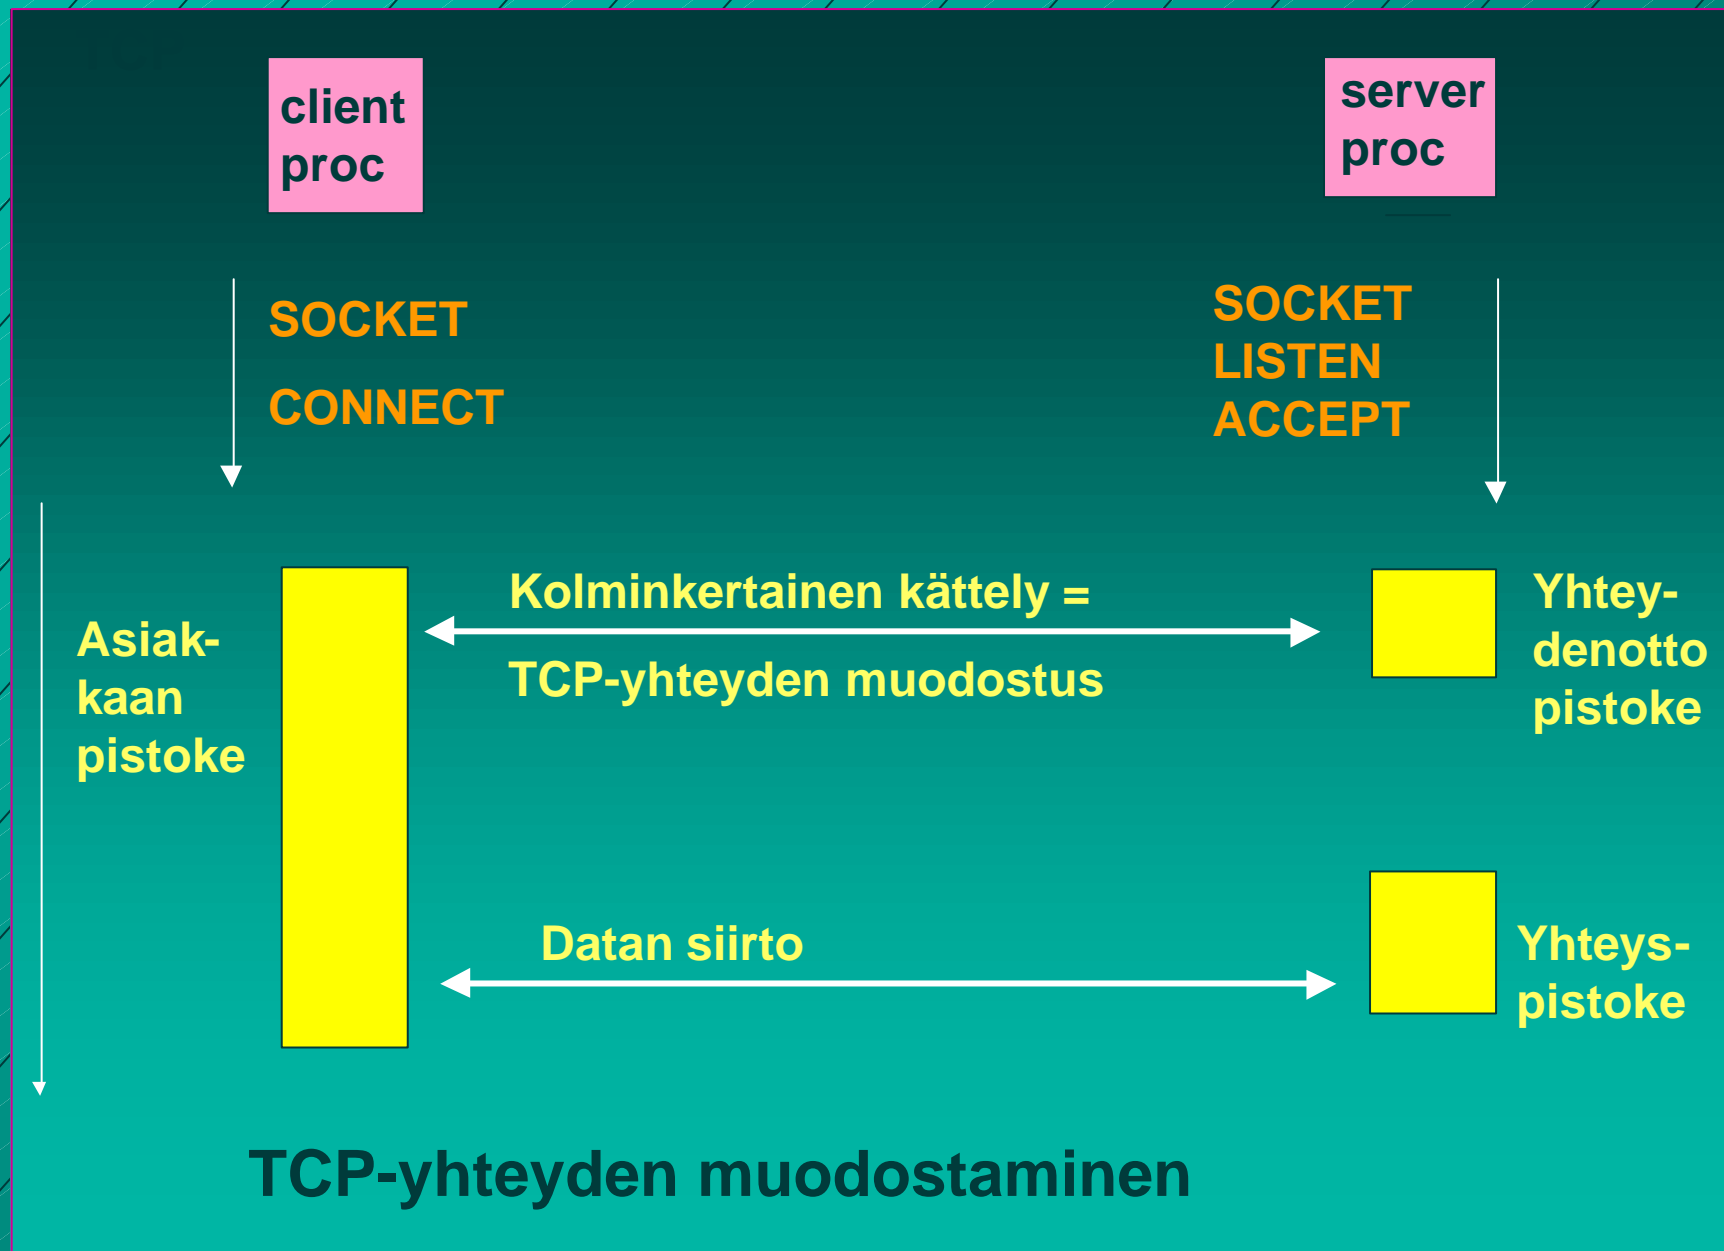 TCP
client
proc
server
proc
SOCKET
CONNECT
SOCKET
LISTEN
ACCEPT
Asiak-
kaan
pistoke
Kolminkertainen kättely =
TCP-yhteyden muodostus
Yhtey-
denotto
pistoke
Datan siirto
Yhteys-
pistoke
TCP-yhteyden muodostaminen